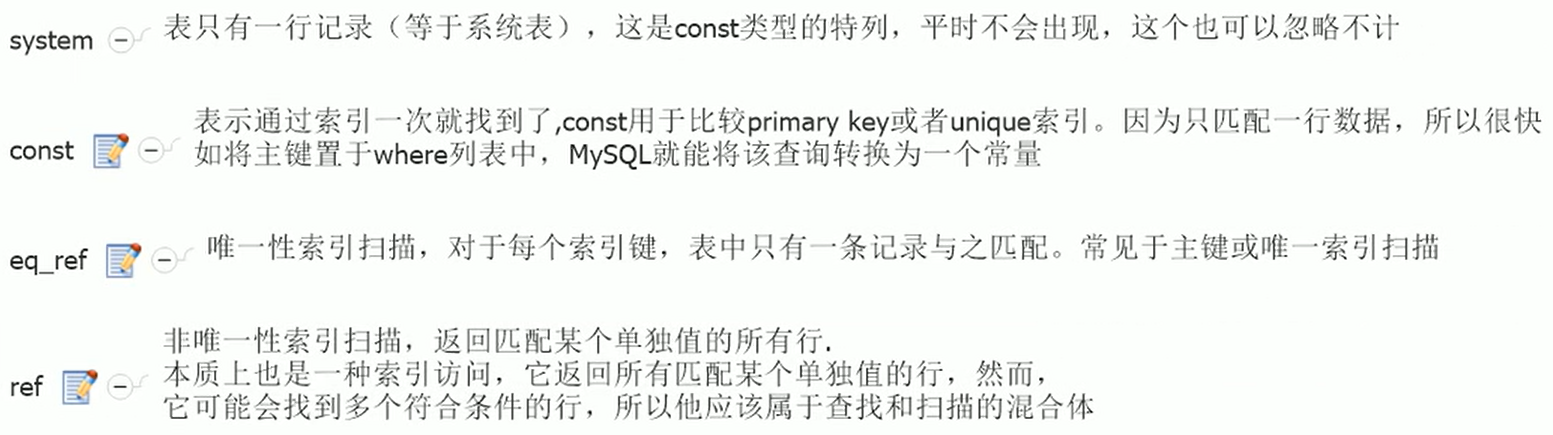 system
表只有一行记录（等于系统表），这是const类型的特列，平时不会出现，这个也可以忽略不计
const
表示通过索引一次就找到了,const用于比较primary key或者unique索引。因为只匹配一行数据，所以很快
如将主键置于where列表中，MySQL就能将该查询转换为一个常量
eq_ref
唯一性索引扫描，对于每个索引键，表中只有一条记录与之匹配。常见于主键或唯一索引扫描
ref
非唯一性索引扫描，返回匹配某个单独值的所有行.
本质上也是一种索引访问，它返回所有匹配某个单独值的行，然而，
它可能会找到多个符合条件的行，所以他应该属于查找和扫描的混合体